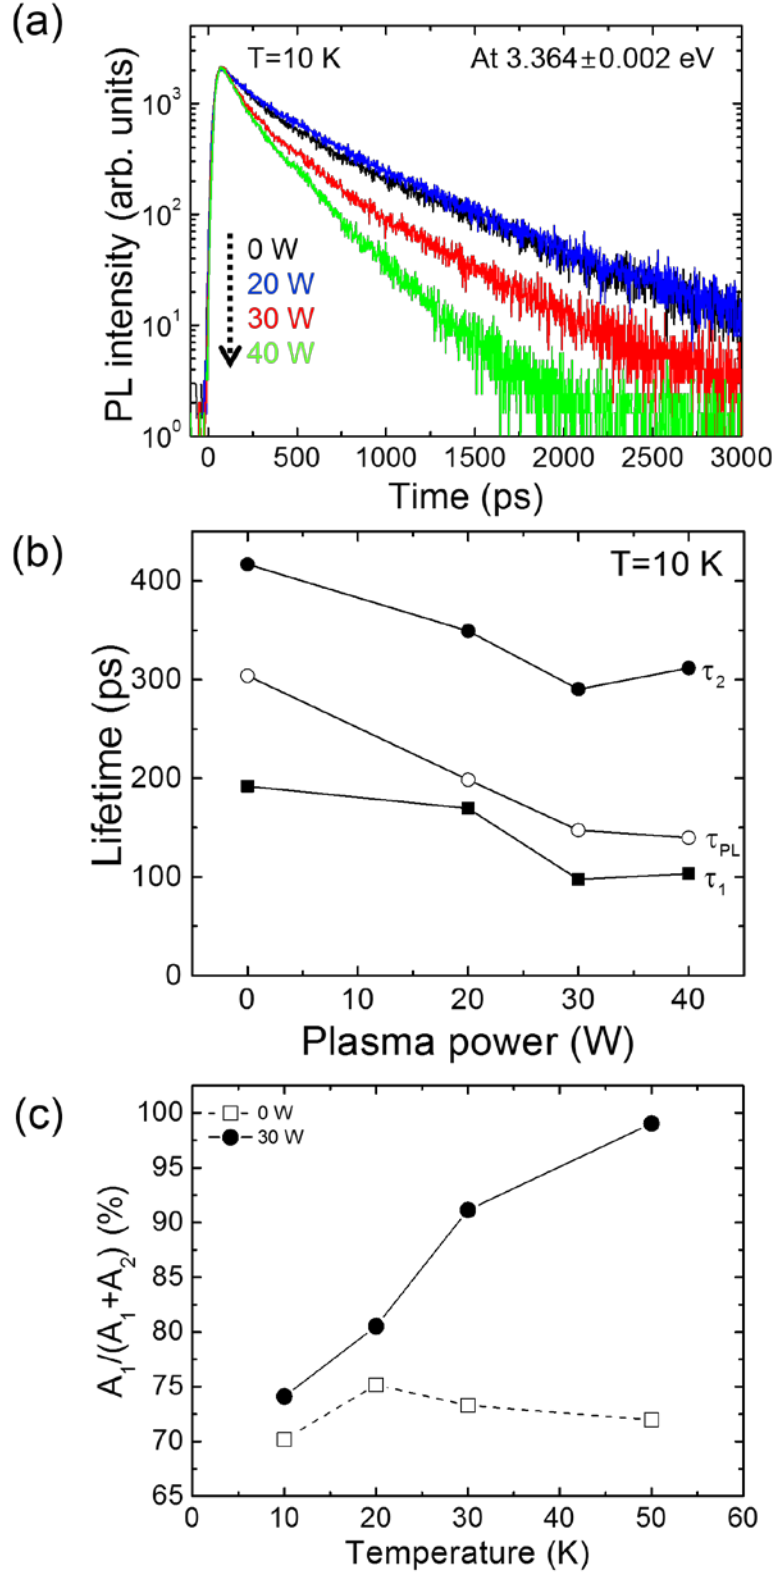 (a)
T=10 K
At 3.364±0.002 eV
PL intensity (arb. units)
10³
10²
10¹
10⁰
0 W
20 W
30 W
40 W
0 500 1000 1500 2000 2500 3000
Time (ps)
(b)
T=10 K
Lifetime (ps)
400
300
200
100
0
τ₂
τPL
τ₁
0 10 20 30 40
Plasma power (W)
(c)
0 W
30 W
A₁/(A₁+A₂) (%)
100
95
90
85
80
75
70
65
0 10 20 30 40 50 60
Temperature (K)